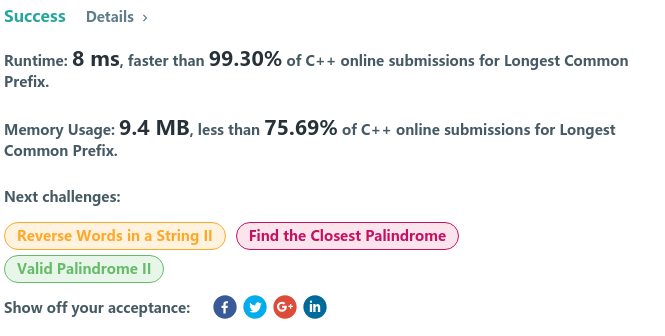 Success Details ›
Runtime: 8 ms, faster than 99.30% of C++ online submissions for Longest Common
Prefix.
Memory Usage: 9.4 MB, less than 75.69% of C++ online submissions for Longest
Common Prefix.
Next challenges:
Reverse Words in a String II Find the Closest Palindrome
Valid Palindrome II
Show off your acceptance: f G+ in